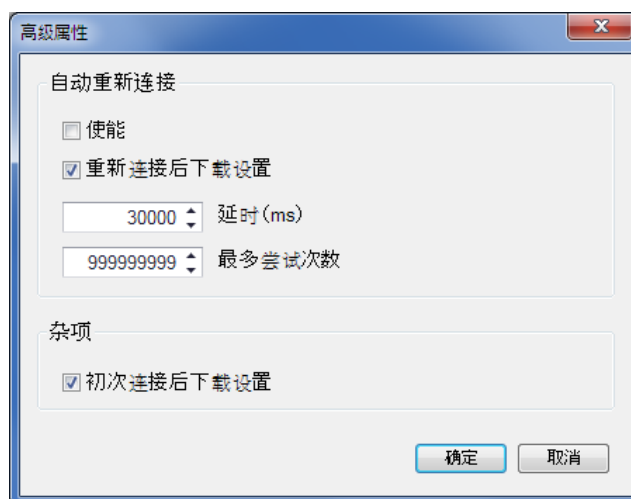 高级属性
自动重新连接
使能
重新连接后下载设置
30000 延时(ms)
999999999 最多尝试次数
杂项
初次连接后下载设置
确定 取消